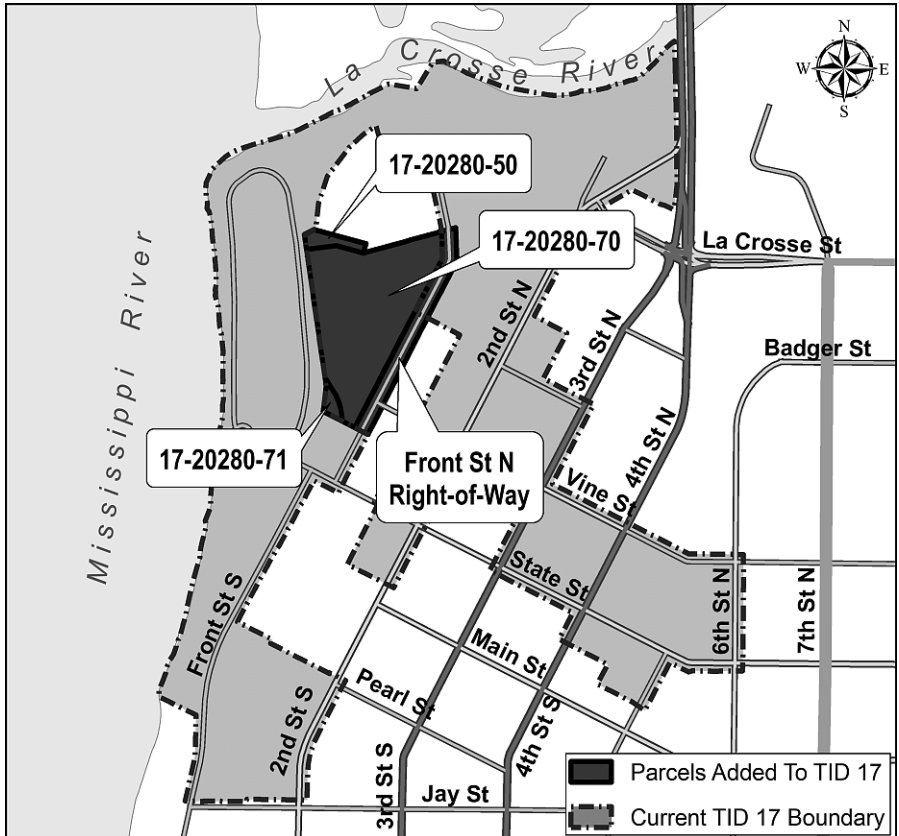 La Crosse River
N
W E
S
17-20280-50
17-20280-70
La Crosse St
Mississippi River
2nd St N
3rd St N
Badger St
4th St N
17-20280-71
Front St N
Right-of-Way
Vine St
State St
6th St N
7th St N
Front St S
Main St
Pearl St
2nd St S
4th St S
3rd St S
Jay St
Parcels Added To TID 17
Current TID 17 Boundary